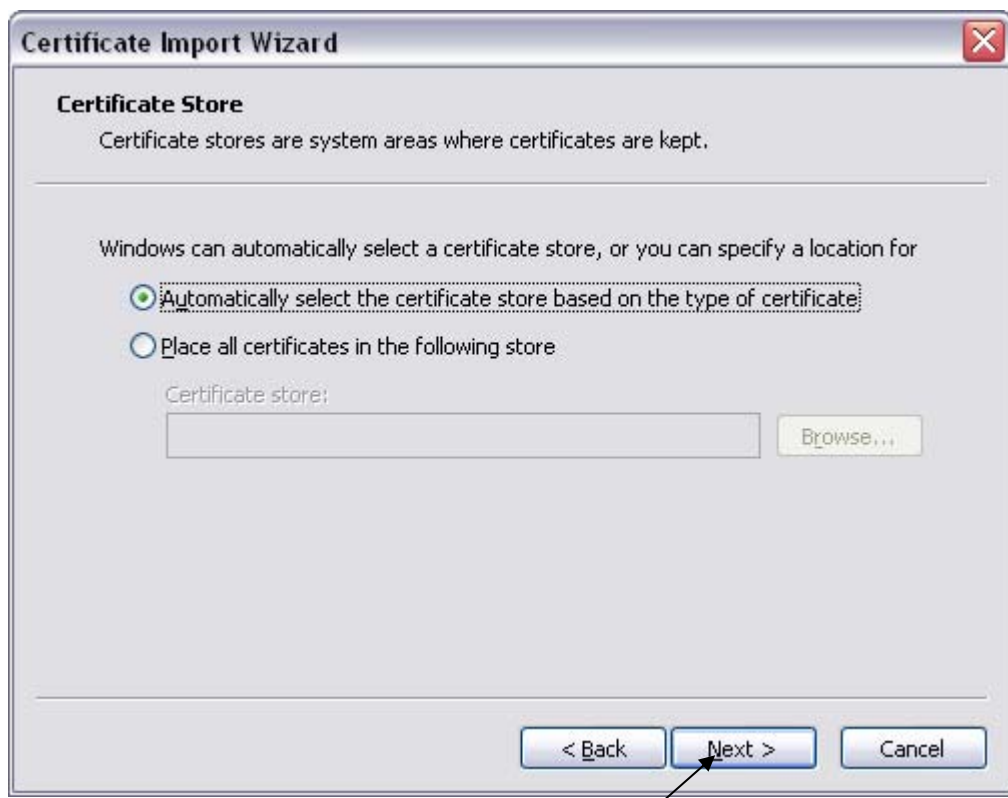 Certificate Import Wizard
Certificate Store
Certificate stores are system areas where certificates are kept.
Windows can automatically select a certificate store, or you can specify a location for
Automatically select the certificate store based on the type of certificate
Place all certificates in the following store
Certificate store:
Browse...
< Back
Next >
Cancel